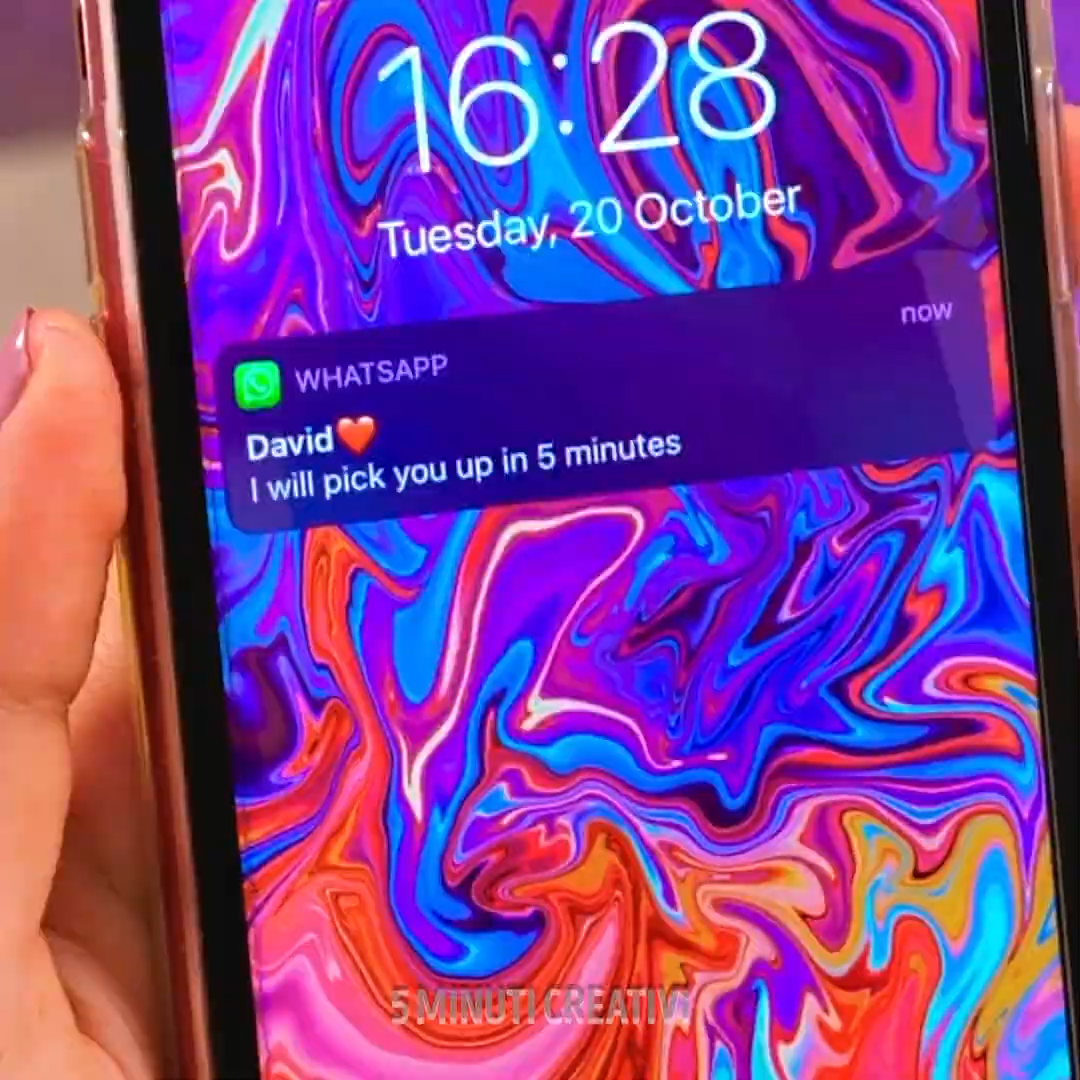 16:28
Tuesday, 20 October
WHATSAPP
now
David❤️
I will pick you up in 5 minutes
5 MINUTI CREATIVI